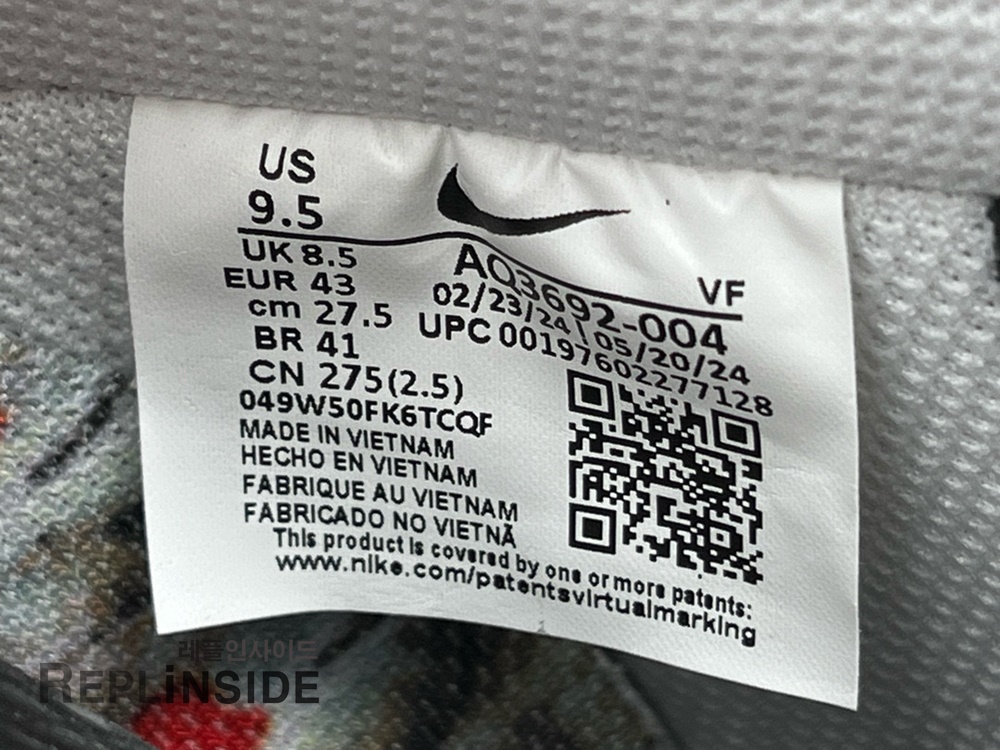 US
9.5
UK 8.5
EUR 43
cm 27.5
BR 41
CN 275(2.5)
VF
AQ3692-004
02/23/24 \ 05/20/24
UPC 00197602277128
049W50FK6TCQF
MADE IN VIETNAM
HECHO EN VIETNAM
FABRIQUE AU VIETNAM
FABRICADO NO VIETNÃ
This product is covered by one or more patents:
www.nike.com/patentsvirtualmarking
레플인사이드
REPLiNSIDE